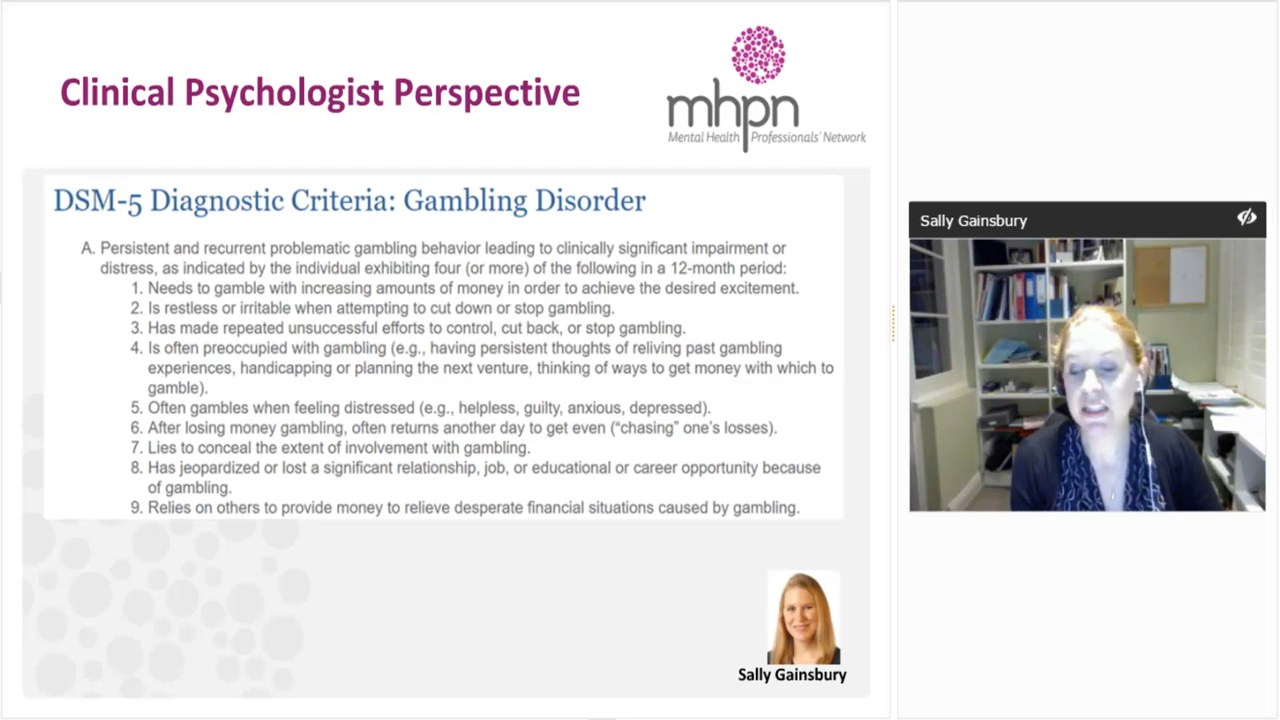 Clinical Psychologist Perspective
mhpn
Mental Health Professionals' Network
DSM-5 Diagnostic Criteria: Gambling Disorder
A. Persistent and recurrent problematic gambling behavior leading to clinically significant impairment or
distress, as indicated by the individual exhibiting four (or more) of the following in a 12-month period:
1. Needs to gamble with increasing amounts of money in order to achieve the desired excitement.
2. Is restless or irritable when attempting to cut down or stop gambling.
3. Has made repeated unsuccessful efforts to control, cut back, or stop gambling.
4. Is often preoccupied with gambling (e.g., having persistent thoughts of reliving past gambling
experiences, handicapping or planning the next venture, thinking of ways to get money with which to
gamble).
5. Often gambles when feeling distressed (e.g., helpless, guilty, anxious, depressed).
6. After losing money gambling, often returns another day to get even (“chasing” one’s losses).
7. Lies to conceal the extent of involvement with gambling.
8. Has jeopardized or lost a significant relationship, job, or educational or career opportunity because
of gambling.
9. Relies on others to provide money to relieve desperate financial situations caused by gambling.
Sally Gainsbury
Sally Gainsbury